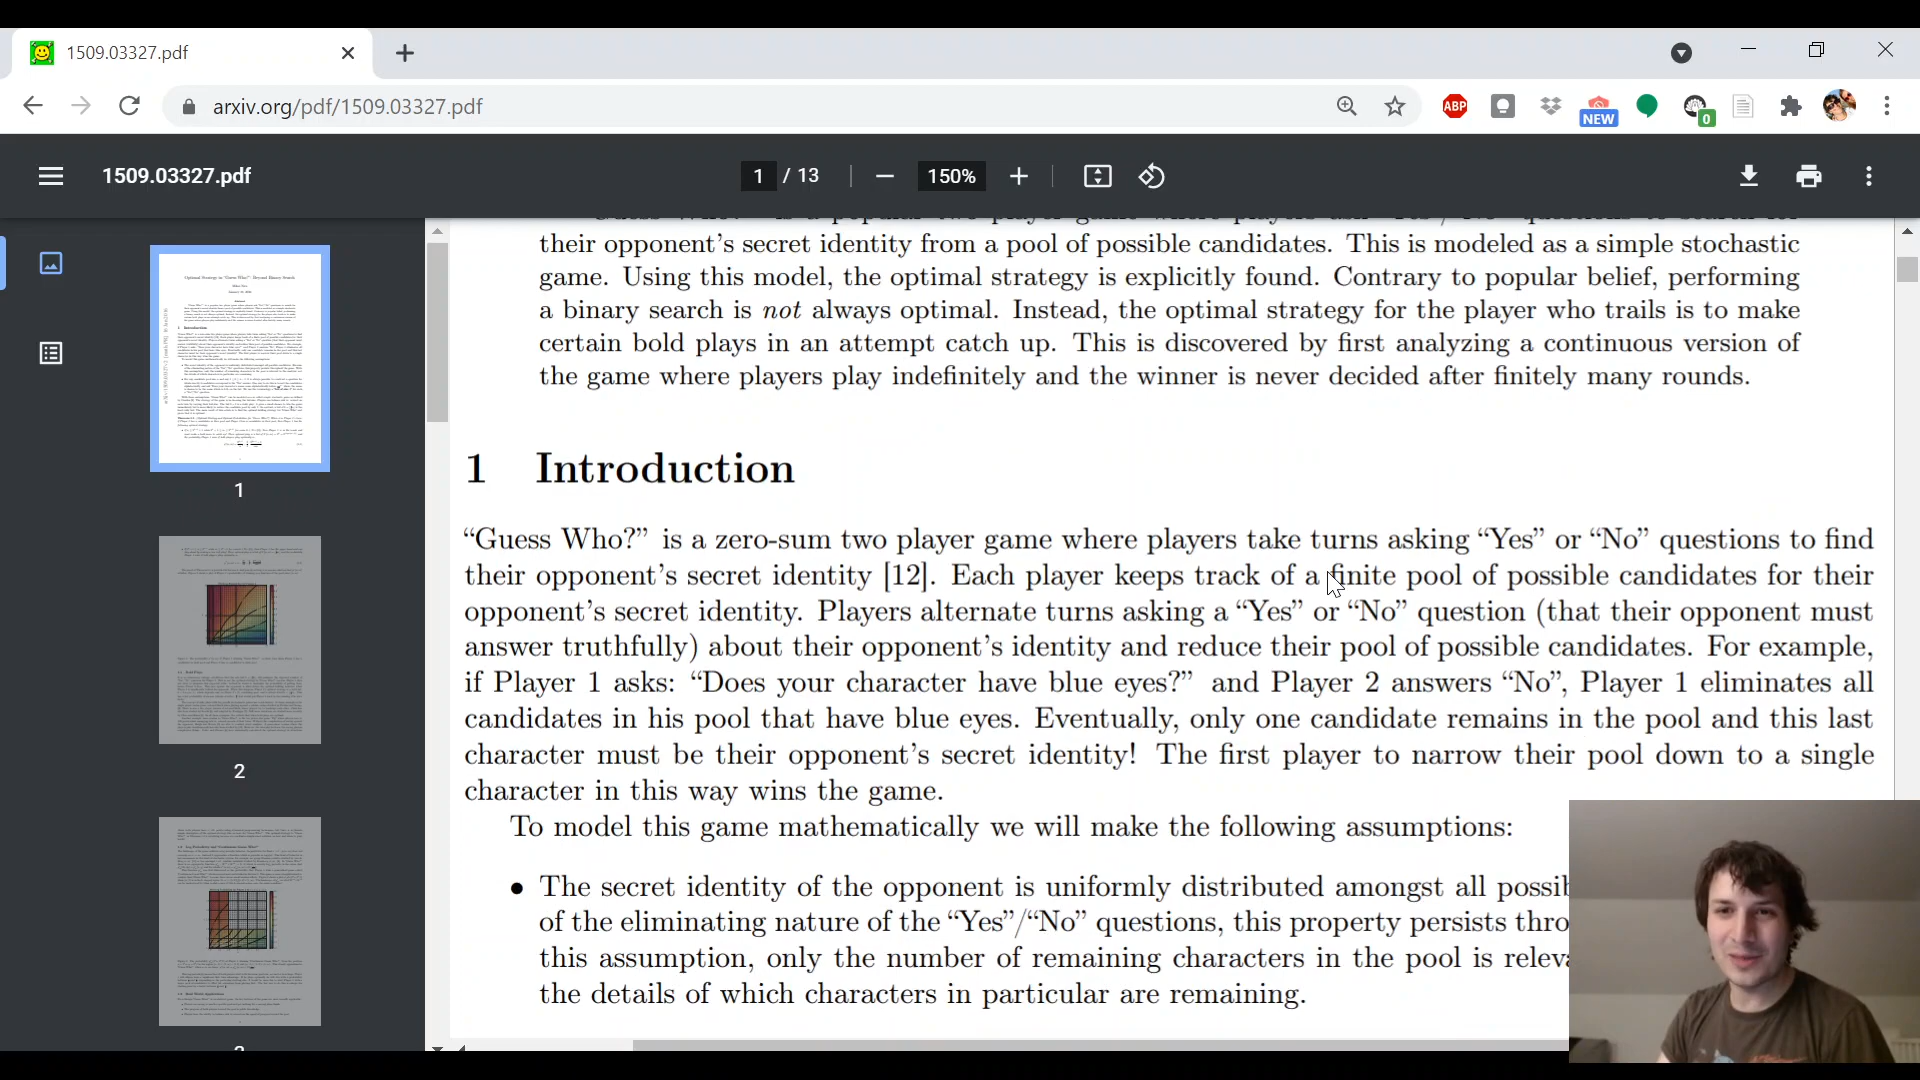 1509.03327.pdf
arxiv.org/pdf/1509.03327.pdf
ABP
NEW
0
1509.03327.pdf
1 / 13
150%
their opponent's secret identity from a pool of possible candidates. This is modeled as a simple stochastic
game. Using this model, the optimal strategy is explicitly found. Contrary to popular belief, performing
a binary search is not always optimal. Instead, the optimal strategy for the player who trails is to make
certain bold plays in an attempt catch up. This is discovered by first analyzing a continuous version of
the game where players play indefinitely and the winner is never decided after finitely many rounds.
1 Introduction
“Guess Who?” is a zero-sum two player game where players take turns asking “Yes” or “No” questions to find
their opponent's secret identity [12]. Each player keeps track of a finite pool of possible candidates for their
opponent's secret identity. Players alternate turns asking a “Yes” or “No” question (that their opponent must
answer truthfully) about their opponent's identity and reduce their pool of possible candidates. For example,
if Player 1 asks: “Does your character have blue eyes?” and Player 2 answers “No”, Player 1 eliminates all
candidates in his pool that have blue eyes. Eventually, only one candidate remains in the pool and this last
character must be their opponent's secret identity! The first player to narrow their pool down to a single
character in this way wins the game.
To model this game mathematically we will make the following assumptions:
• The secret identity of the opponent is uniformly distributed amongst all possib
of the eliminating nature of the “Yes”/“No” questions, this property persists thro
this assumption, only the number of remaining characters in the pool is releva
the details of which characters in particular are remaining.
1
2